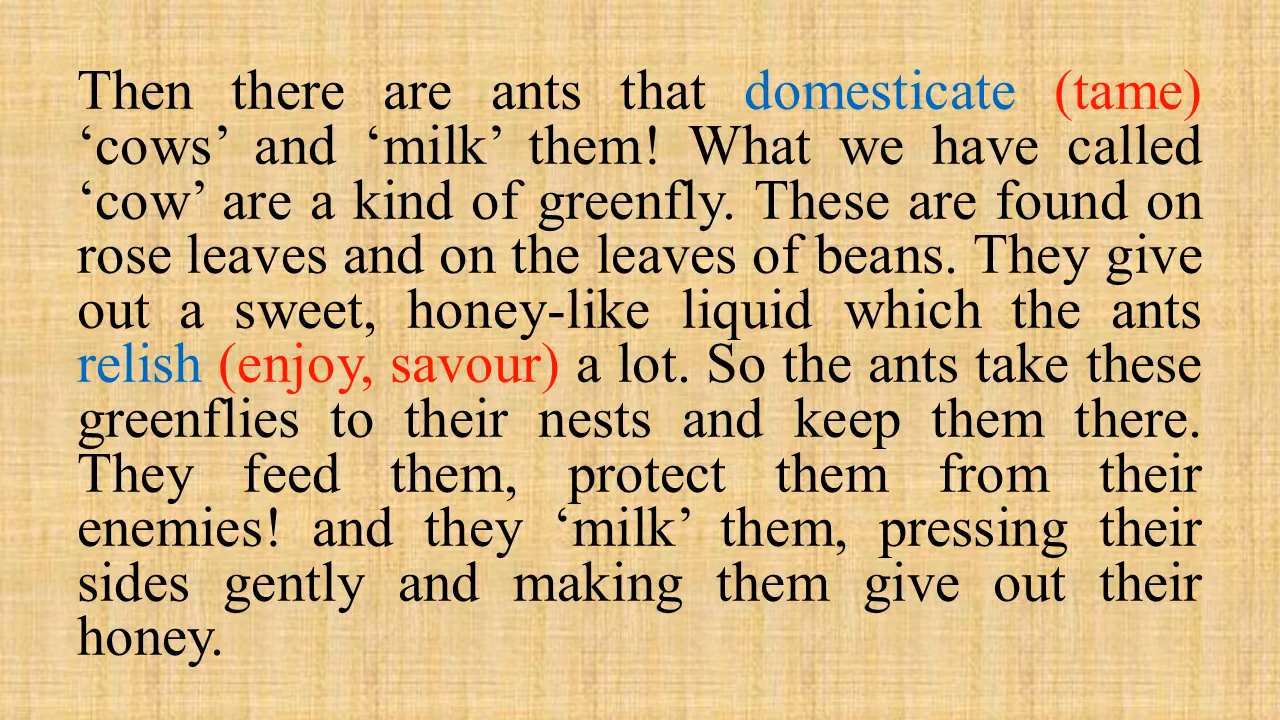 Then there are ants that domesticate (tame)
‘cows’ and ‘milk’ them! What we have called
‘cow’ are a kind of greenfly. These are found on
rose leaves and on the leaves of beans. They give
out a sweet, honey-like liquid which the ants
relish (enjoy, savour) a lot. So the ants take these
greenflies to their nests and keep them there.
They feed them, protect them from their
enemies! and they ‘milk’ them, pressing their
sides gently and making them give out their
honey.